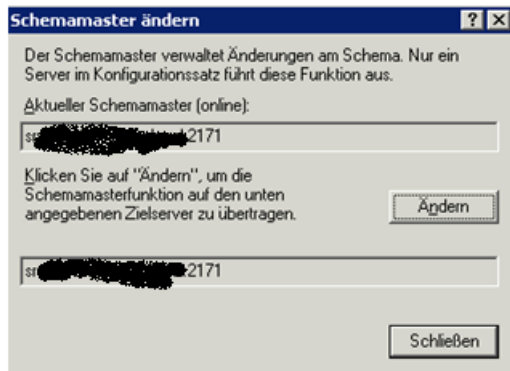 Schemamaster ändern
Der Schemamaster verwaltet Änderungen am Schema. Nur ein
Server im Konfigurationssatz führt diese Funktion aus.
Aktueller Schemamaster (online):
2171
Klicken Sie auf "Ändern", um die
Schemamasterfunktion auf den unten
angegebenen Zielserver zu übertragen.
Ändern
2171
Schließen